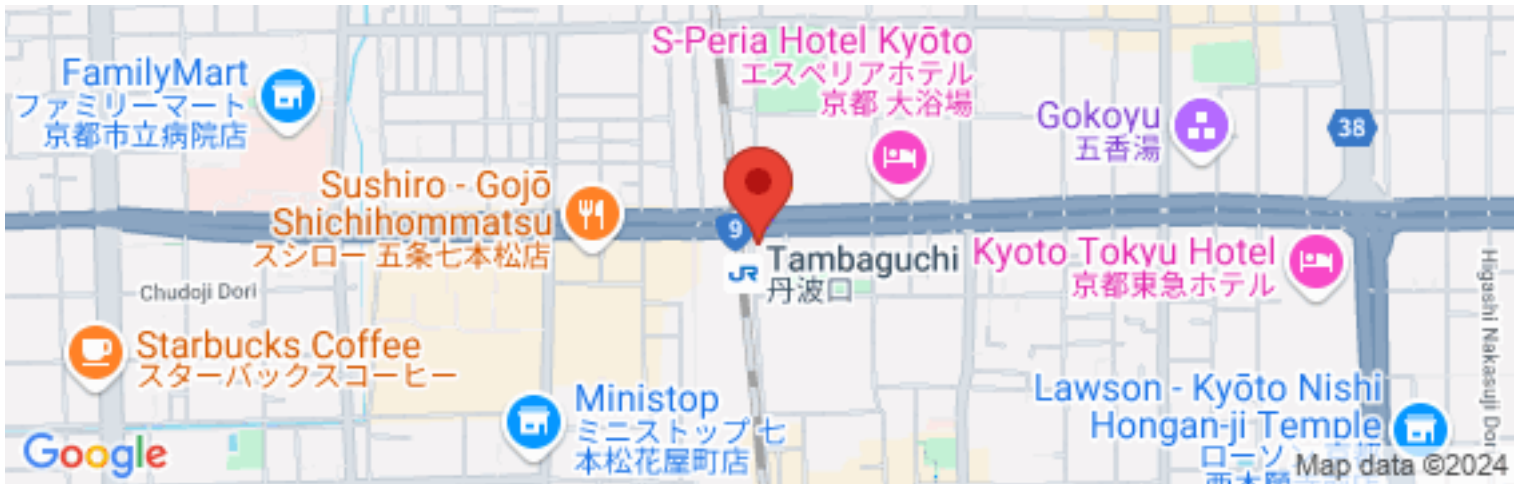 S-Peria Hotel Kyōto
エスペリアホテル
京都 大浴場
FamilyMart
ファミリーマート
京都市立病院店
Gokoyu
五香湯
38
Sushiro - Gojō
Shichihommatsu
スシロー 五条七本松店
9
JR
Tambaguchi
丹波口
Kyoto Tokyu Hotel
京都東急ホテル
Chudoji Dori
Higashi Nakasuji Dori
Starbucks Coffee
スターバックスコーヒー
Ministop
ミニストップ 七
本松花屋町店
Lawson - Kyōto Nishi
Hongan-ji Temple
ローソ
Google
Map data ©2024